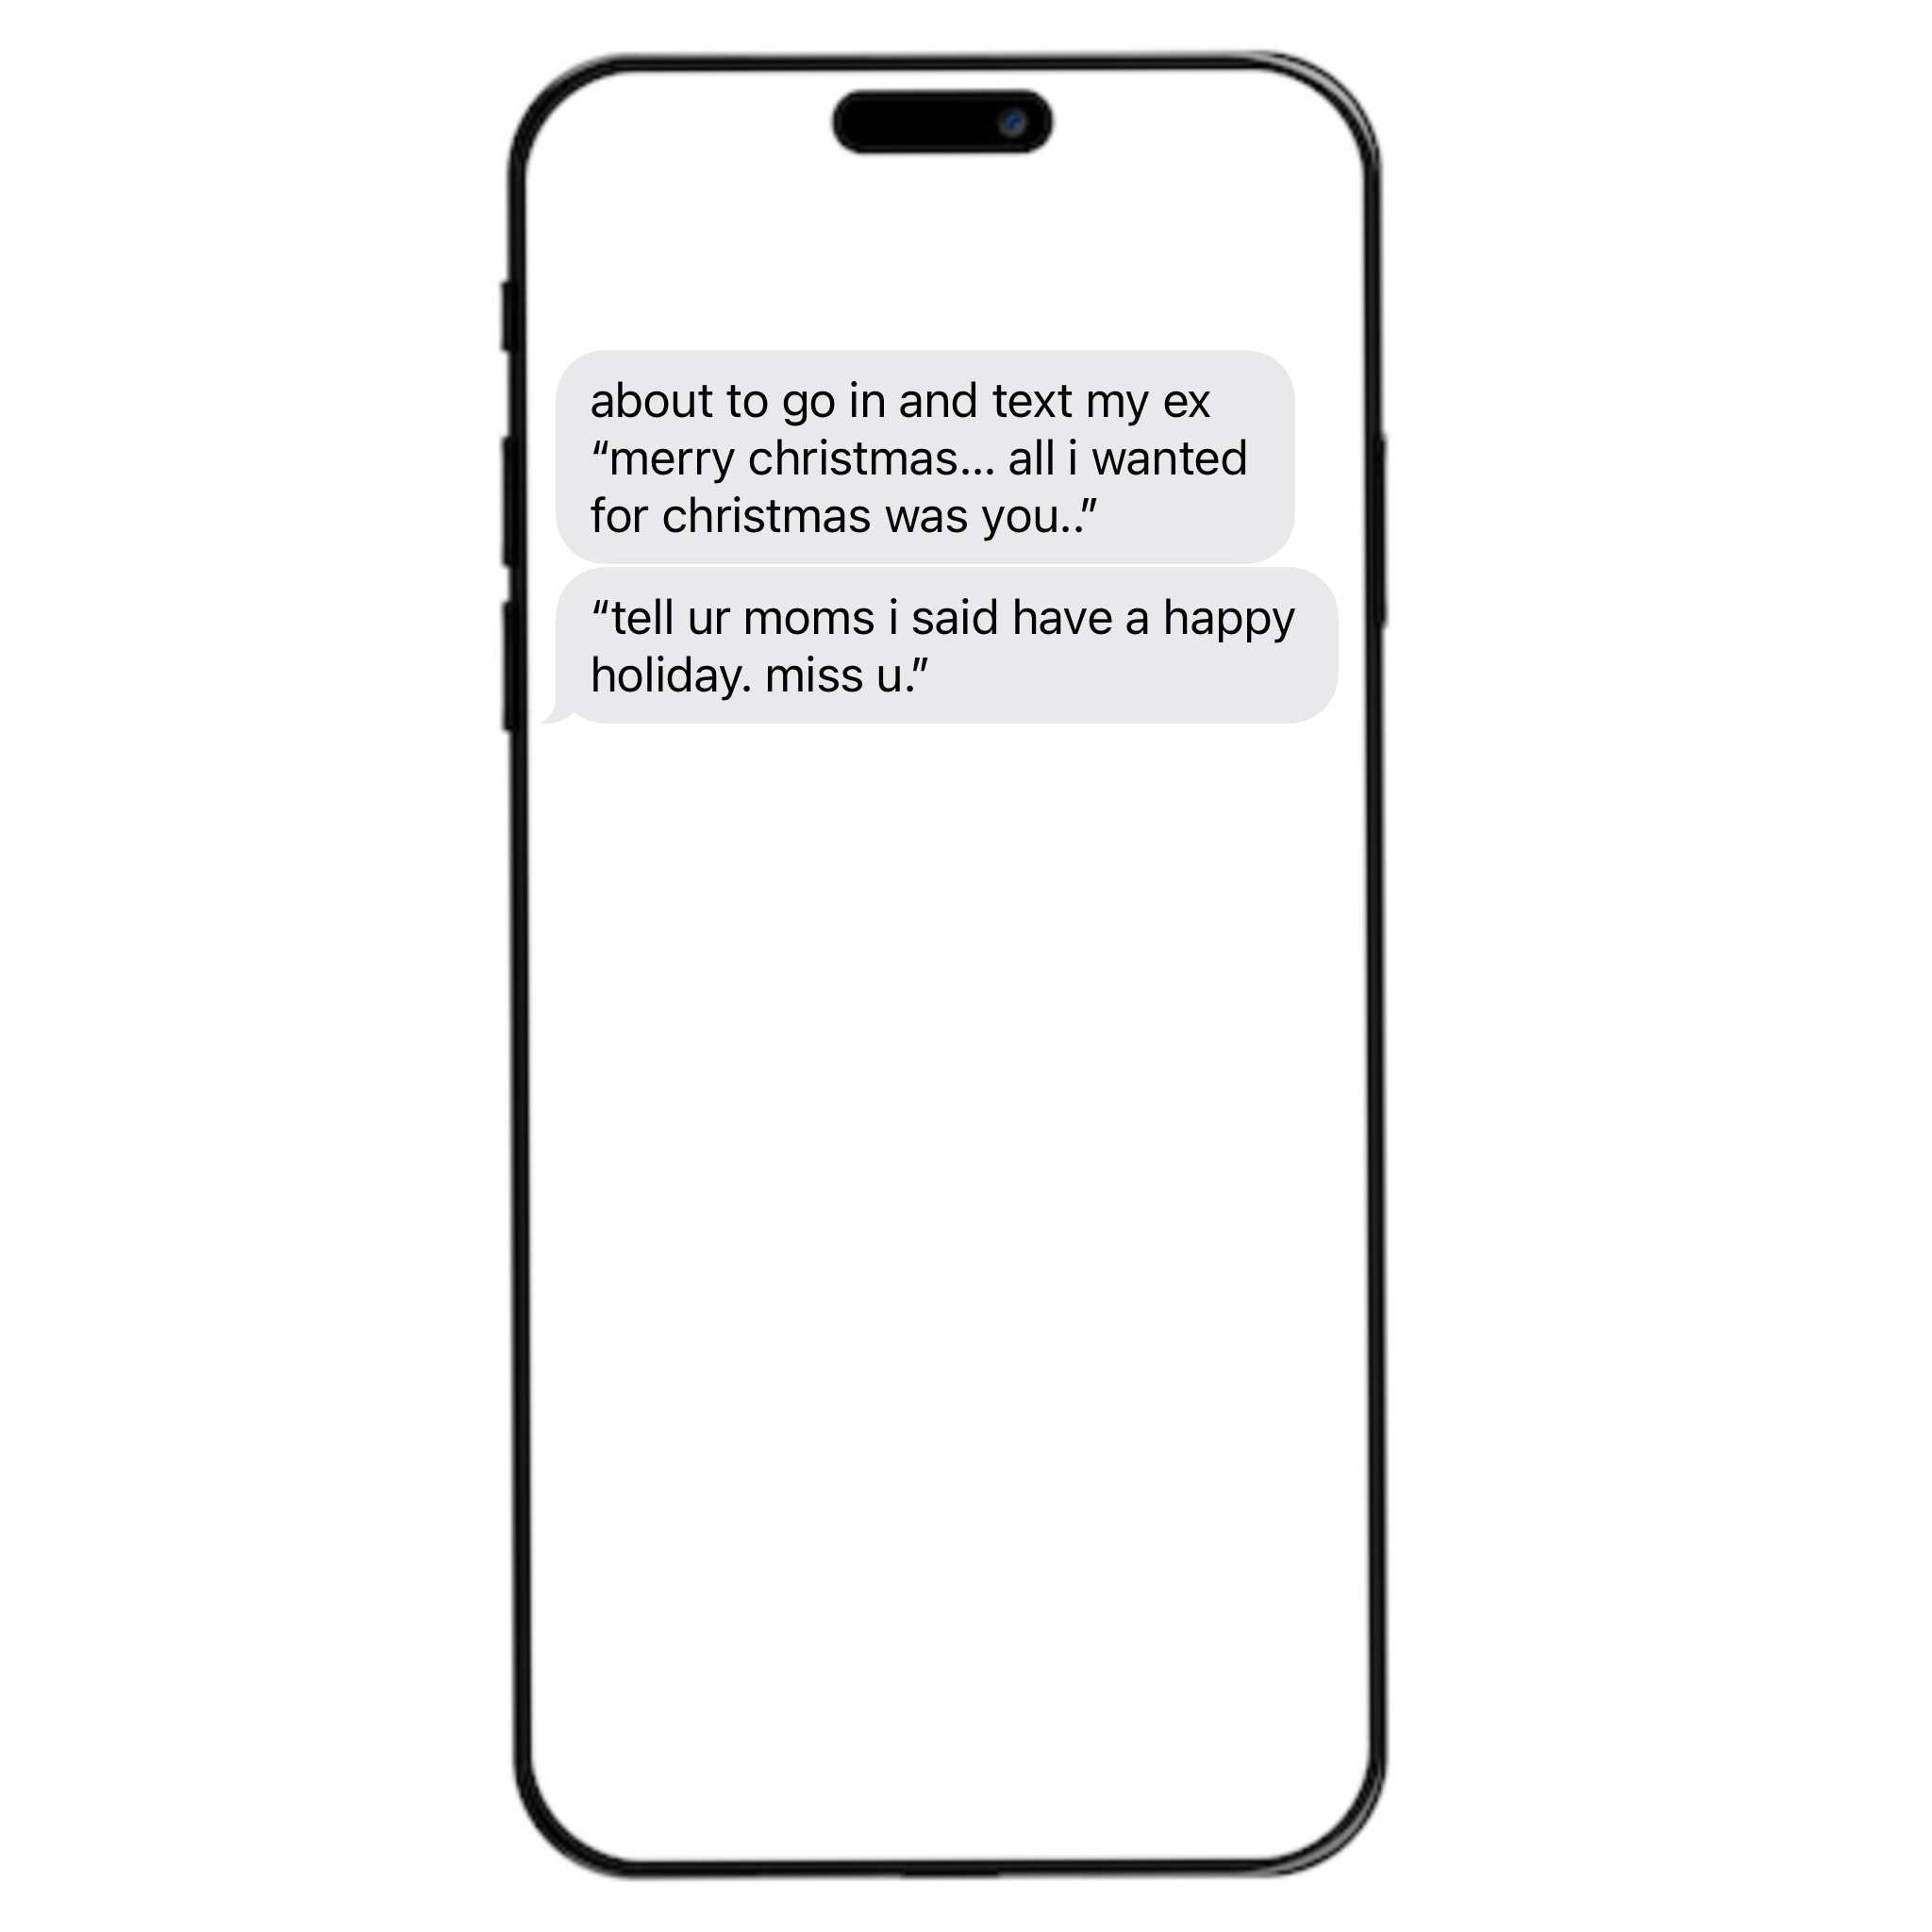 about to go in and text my ex
“merry christmas... all i wanted
for christmas was you..”
“tell ur moms i said have a happy
holiday. miss u.”